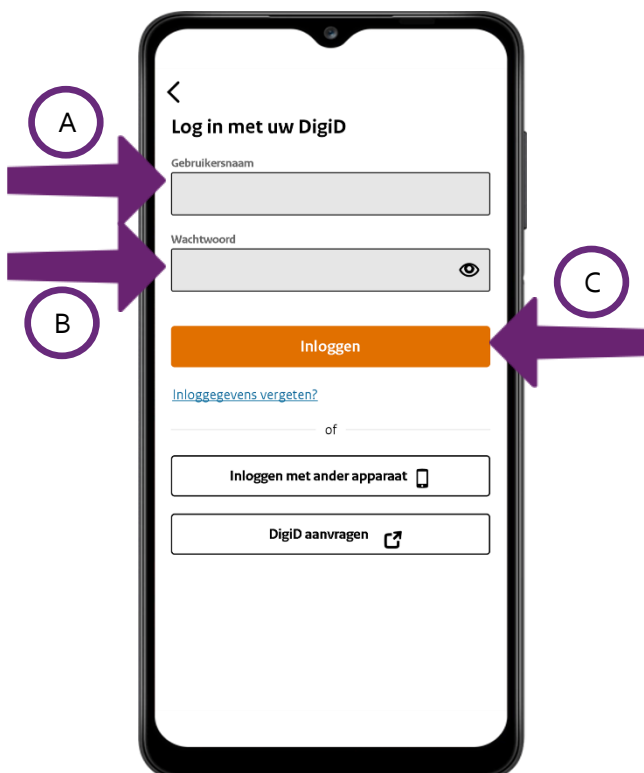 A
Log in met uw DigiD
Gebruikersnaam
Wachtwoord
B
C
Inloggen
Inloggegevens vergeten?
of
Inloggen met ander apparaat
DigiD aanvragen